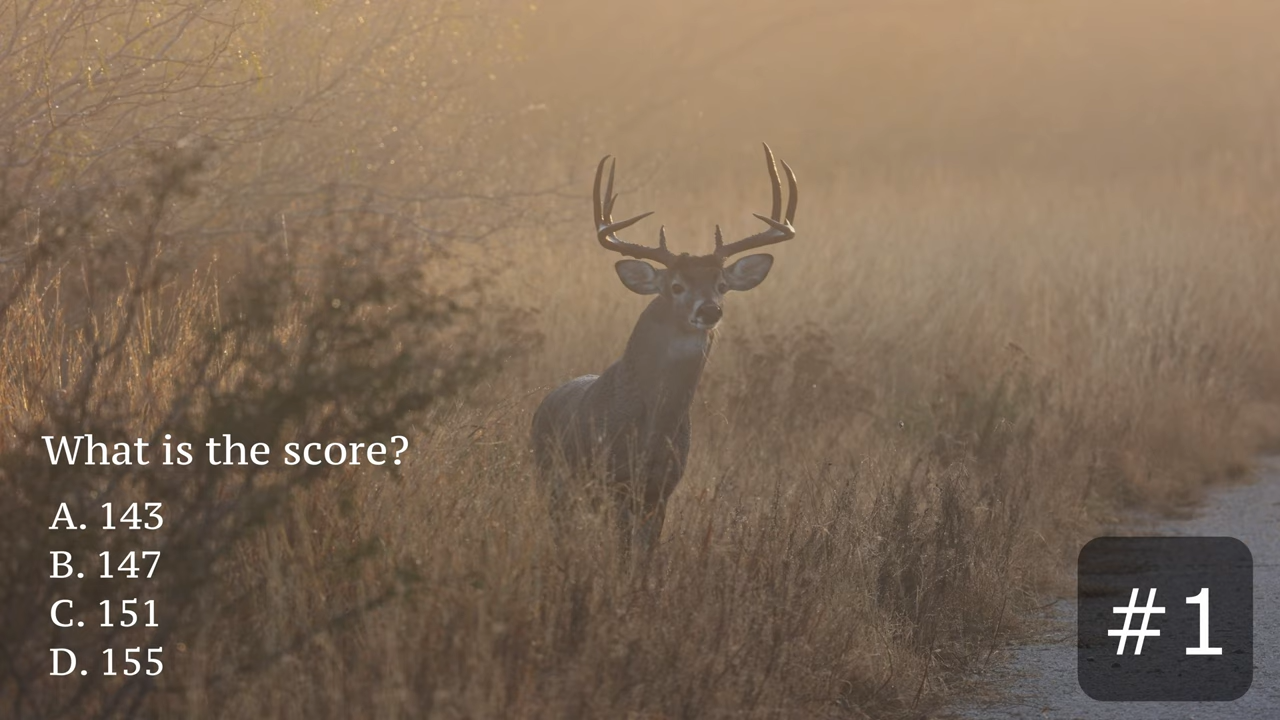 What is the score?
A. 143
B. 147
C. 151
D. 155
#1